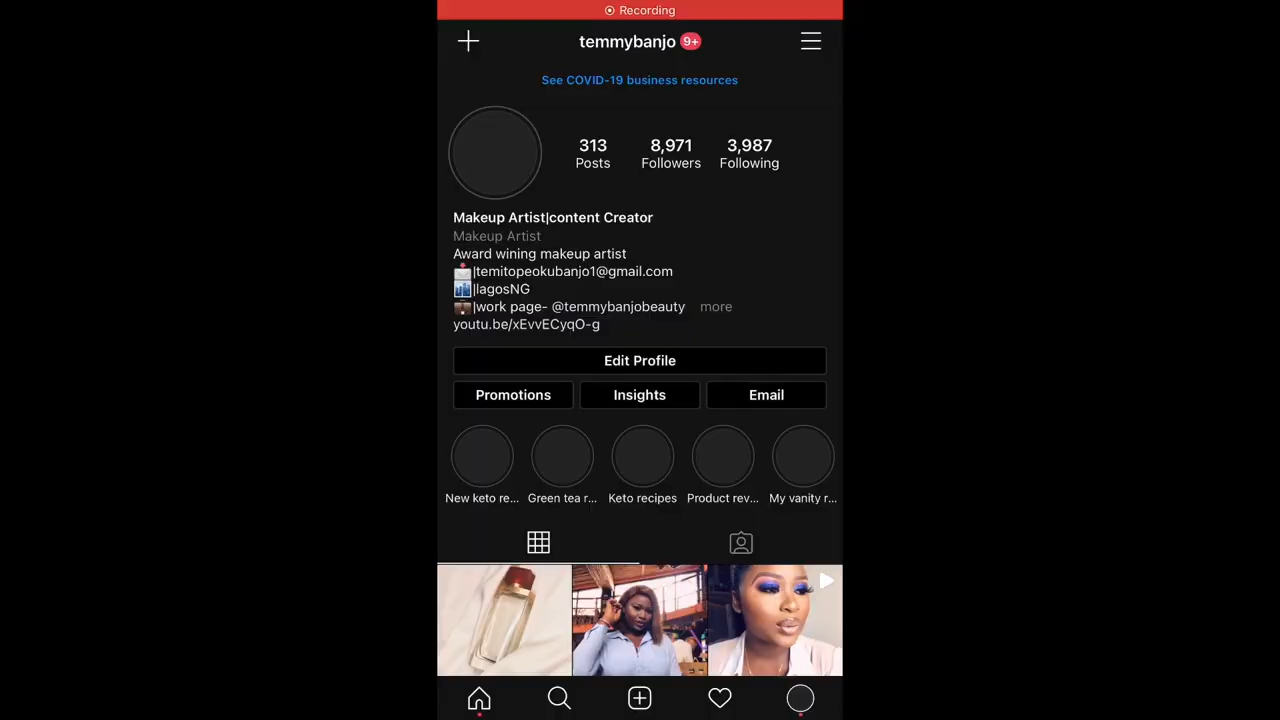 Recording
temmybanjo 9+
See COVID-19 business resources
313 8,971 3,987
Posts Followers Following
Makeup Artist|content Creator
Makeup Artist
Award wining makeup artist
📩|temitopeokubanjo1@gmail.com
🏙|lagosNG
💼|work page- @temmybanjobeauty more
youtu.be/xEvvECyqO-g
Edit Profile
Promotions Insights Email
New keto re... Green tea r... Keto recipes Product rev... My vanity r...